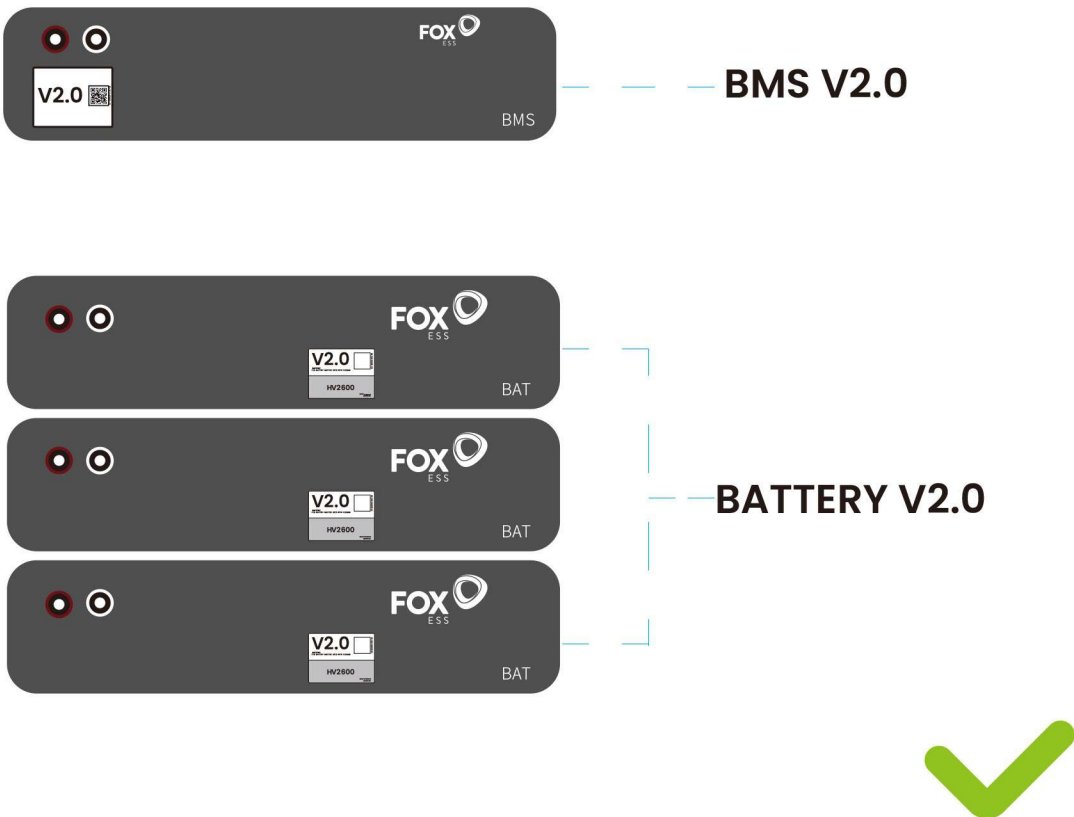 FOX
ESS
V2.0
BMS
BMS V2.0
FOX
ESS
V2.0
HV2600
BAT
FOX
ESS
V2.0
HV2600
BAT
BATTERY V2.0
FOX
ESS
V2.0
HV2600
BAT